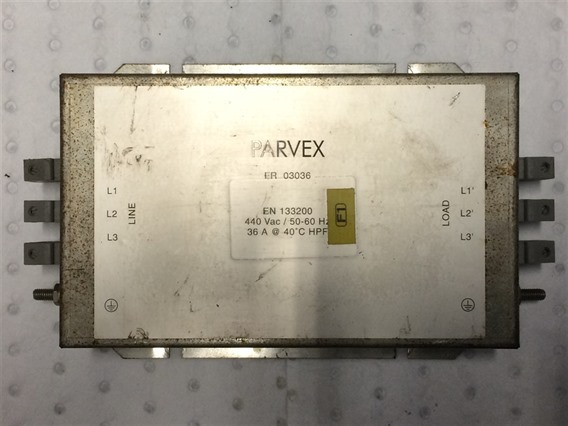 PARVEX
ER 03036
L1
L2
L3
LINE
EN 133200
440 Vac / 50-60 Hz
36 A @ 40°C HPF
F1
LOAD
L1'
L2'
L3'